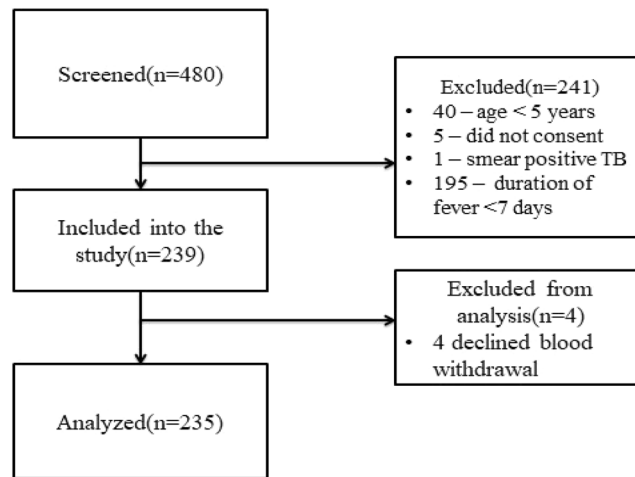 Screened(n=480)
Excluded(n=241)
• 40 – age < 5 years
• 5 – did not consent
• 1 – smear positive TB
• 195 – duration of
fever <7 days
Included into the
study(n=239)
Excluded from
analysis(n=4)
• 4 declined blood
withdrawal
Analyzed(n=235)